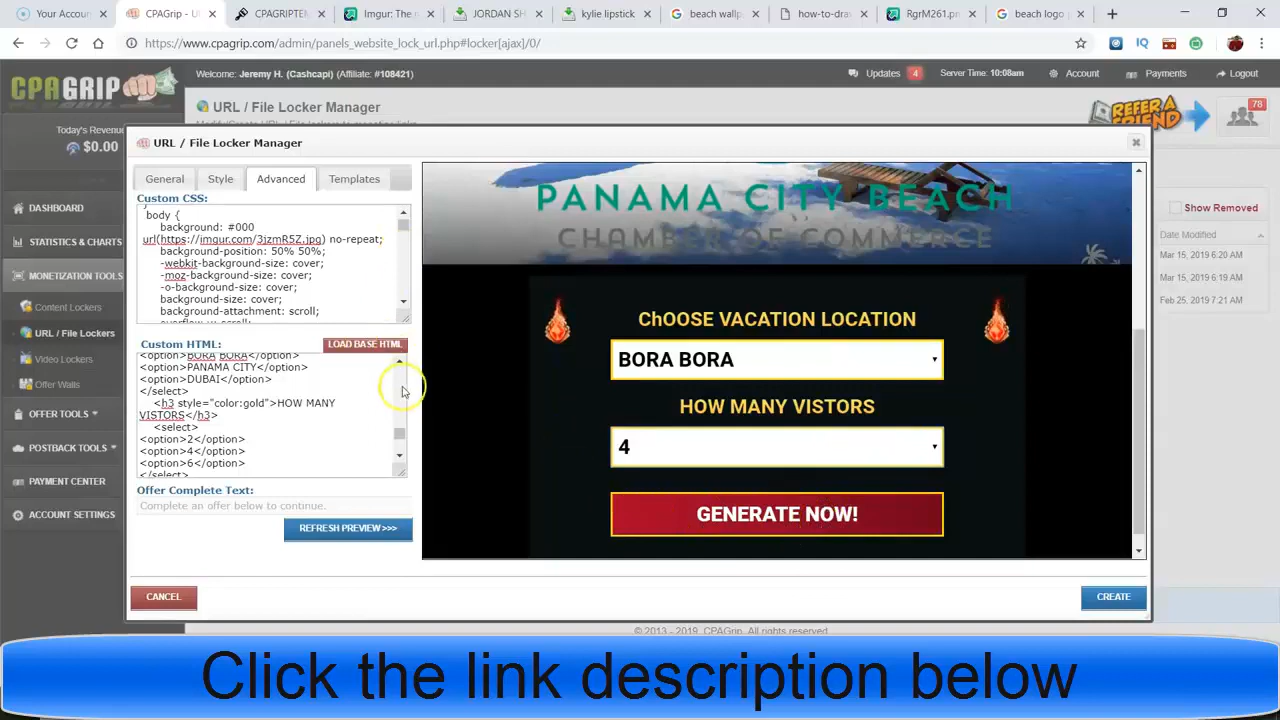 Your Account
CPAGrip - U
CPAGRIPTEM
Imgur: The m
JORDAN SH
kylie lipstick
beach wallp
how-to-draw
RgrM261.pn
beach logo
https://www.cpagrip.com/admin/panels_website_lock_url.php#locker[ajax]/0/
CPAGRIP
Welcome: Jeremy H. (Cashcapi) (Affiliate: #108421)
Updates 4
Server Time: 10:08am
Account
Payments
Logout
URL / File Locker Manager
REFER A FRIEND
78
Today's Revenue
$0.00
DASHBOARD
STATISTICS & CHARTS
MONETIZATION TOOLS
Content Lockers
URL / File Lockers
Video Lockers
Offer Walls
OFFER TOOLS
POSTBACK TOOLS
PAYMENT CENTER
ACCOUNT SETTINGS
URL / File Locker Manager
General
Style
Advanced
Templates
Custom CSS:
}
body {
background: #000
url(https://imgur.com/3jzmR5Z.jpg) no-repeat;
background-position: 50% 50%;
-webkit-background-size: cover;
-moz-background-size: cover;
-o-background-size: cover;
background-size: cover;
background-attachment: scroll;
overflow-y: scroll;
Custom HTML:
LOAD BASE HTML
<option>BORA BORA</option>
<option>PANAMA CITY</option>
<option>DUBAI</option>
</select>
<h3 style="color:gold">HOW MANY
VISTORS</h3>
<select>
<option>2</option>
<option>4</option>
<option>6</option>
</select>
Offer Complete Text:
Complete an offer below to continue.
REFRESH PREVIEW >>>
PANAMA CITY BEACH
CHAMBER OF COMMERCE
ChOOSE VACATION LOCATION
BORA BORA
HOW MANY VISTORS
4
GENERATE NOW!
CANCEL
CREATE
Show Removed
Date Modified
Mar 15, 2019 6:20 AM
Mar 15, 2019 6:19 AM
Feb 25, 2019 7:21 AM
© 2013 - 2019. CPAGrip. All rights reserved
Click the link description below